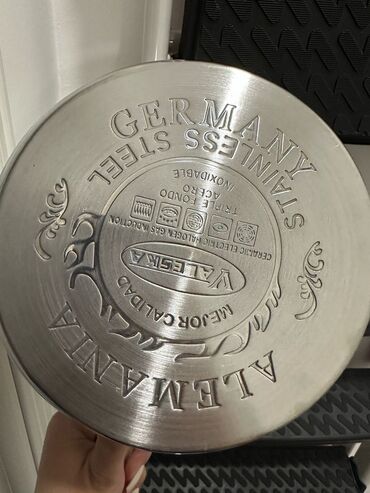 GERMANY
STAINLESS STEEL
INOXIDABLE
ACERO
TRIPLE FONDO
CERAMIC ELECTRIC HALOGEN GAS INDUCTION
VALESKA
MEJOR CALIDAD
ALEMANIA